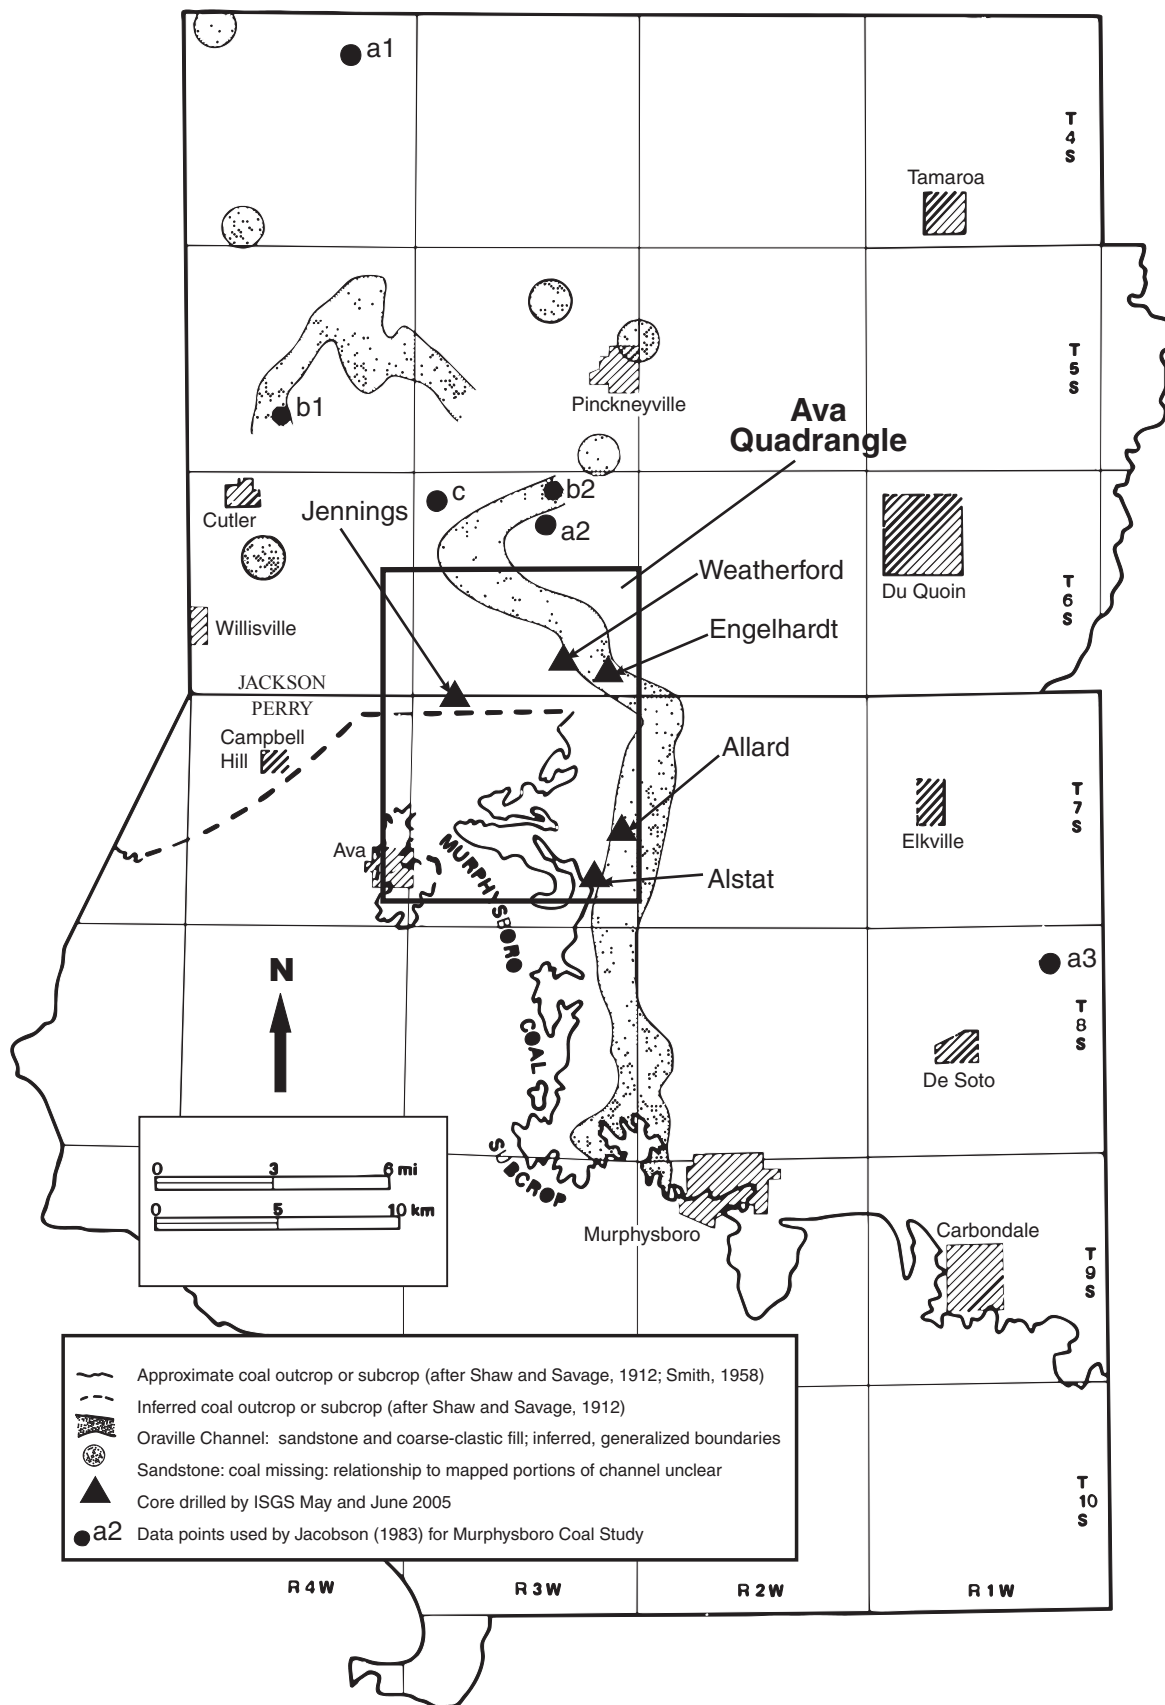 a1
T
4
S
Tamaroa
T
5
S
Pinckneyville
b1
Ava
Quadrangle
c
b2
a2
Cutler
Jennings
Du Quoin
Weatherford
T
6
S
Willisville
Engelhardt
JACKSON
PERRY
Campbell
Hill
Allard
T
7
S
Elkville
Ava
MURPHYSBORO
COAL
SUBCROP
Alstat
N
a3
T
8
S
De Soto
0 3 6 mi
0 5 10 km
Murphysboro
Carbondale
T
9
S
Approximate coal outcrop or subcrop (after Shaw and Savage, 1912; Smith, 1958)
Inferred coal outcrop or subcrop (after Shaw and Savage, 1912)
Oraville Channel: sandstone and coarse-clastic fill; inferred, generalized boundaries
Sandstone: coal missing: relationship to mapped portions of channel unclear
Core drilled by ISGS May and June 2005
a2 Data points used by Jacobson (1983) for Murphysboro Coal Study
T
10
S
R 4 W R 3 W R 2 W R 1 W